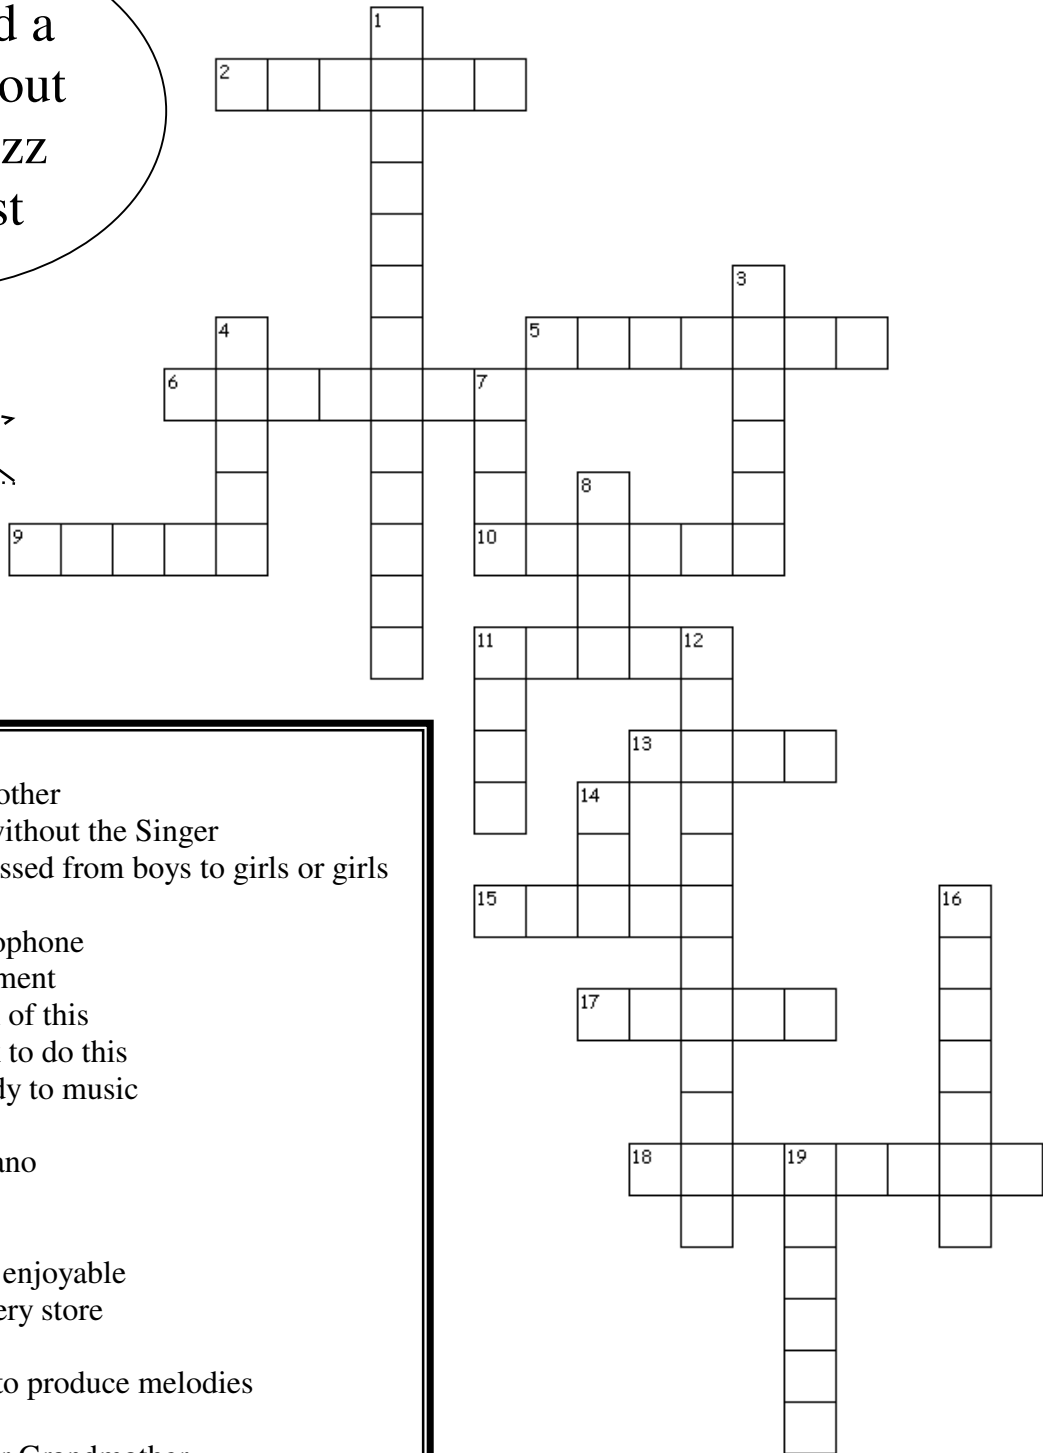 d a
out
zz
st
1
2
3
4
5
6
7
8
9
10
11
12
13
14
15
16
17
18
19
other
without the Singer
ssed from boys to girls or girls
ophone
ment
of this
to do this
dy to music
ano
enjoyable
ery store
to produce melodies